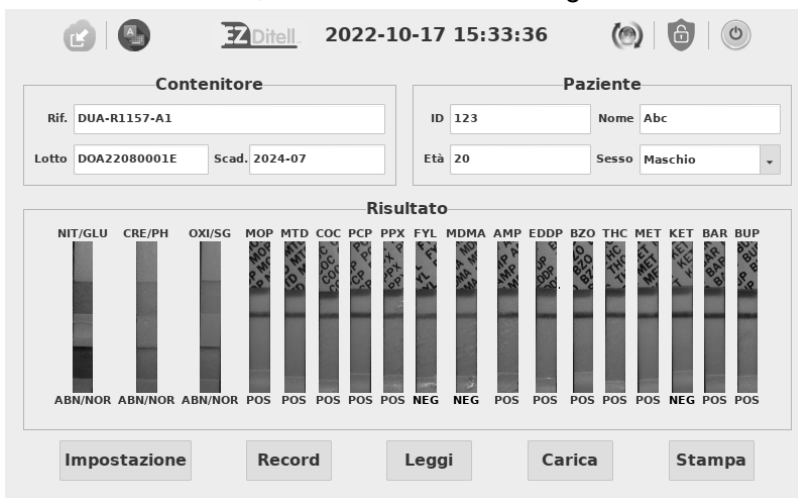 EZ Ditell 2022-10-17 15:33:36
Contenitore
Rif. DUA-R1157-A1
Lotto DOA22080001E Scad. 2024-07
Paziente
ID 123 Nome Abc
Età 20 Sesso Maschio
Risultato
NIT/GLU CRE/PH OXI/SG MOP MTD COC PCP PPX FYL MDMA AMP EDDP BZO THC MET KET BAR BUP
ABN/NOR ABN/NOR ABN/NOR POS POS POS POS POS NEG NEG POS POS POS POS POS NEG POS POS
Impostazione Record Leggi Carica Stampa